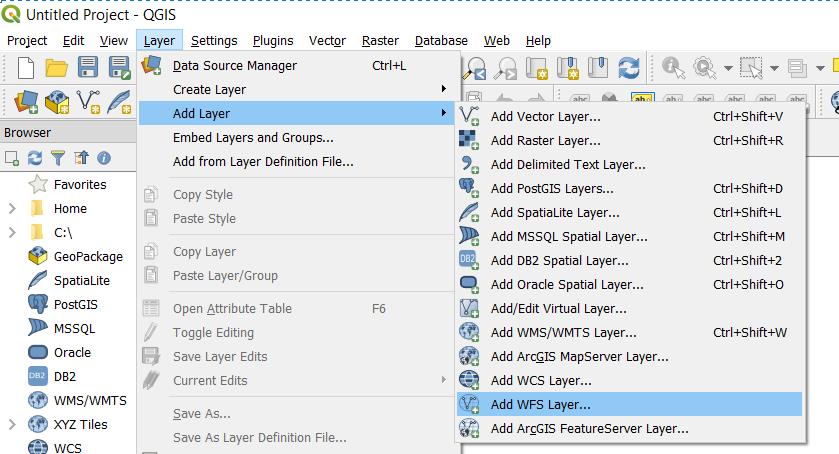 Untitled Project - QGIS
Project Edit View Layer Settings Plugins Vector Raster Database Web Help
Data Source Manager Ctrl+L
Create Layer
Add Layer
Embed Layers and Groups...
Add from Layer Definition File...
Copy Style
Paste Style
Copy Layer
Paste Layer/Group
Open Attribute Table F6
Toggle Editing
Save Layer Edits
Current Edits
Save As...
Save As Layer Definition File...
Add Vector Layer... Ctrl+Shift+V
Add Raster Layer... Ctrl+Shift+R
Add Delimited Text Layer...
Add PostGIS Layers... Ctrl+Shift+D
Add SpatiaLite Layer... Ctrl+Shift+L
Add MSSQL Spatial Layer... Ctrl+Shift+M
DB2 Add DB2 Spatial Layer... Ctrl+Shift+2
Add Oracle Spatial Layer... Ctrl+Shift+O
Add/Edit Virtual Layer...
Add WMS/WMTS Layer... Ctrl+Shift+W
Add ArcGIS MapServer Layer...
Add WCS Layer...
Add WFS Layer...
Add ArcGIS FeatureServer Layer...
Browser
Favorites
Home
C:\
GeoPackage
SpatiaLite
PostGIS
MSSQL
Oracle
DB2 DB2
WMS/WMTS
XYZ Tiles
WCS